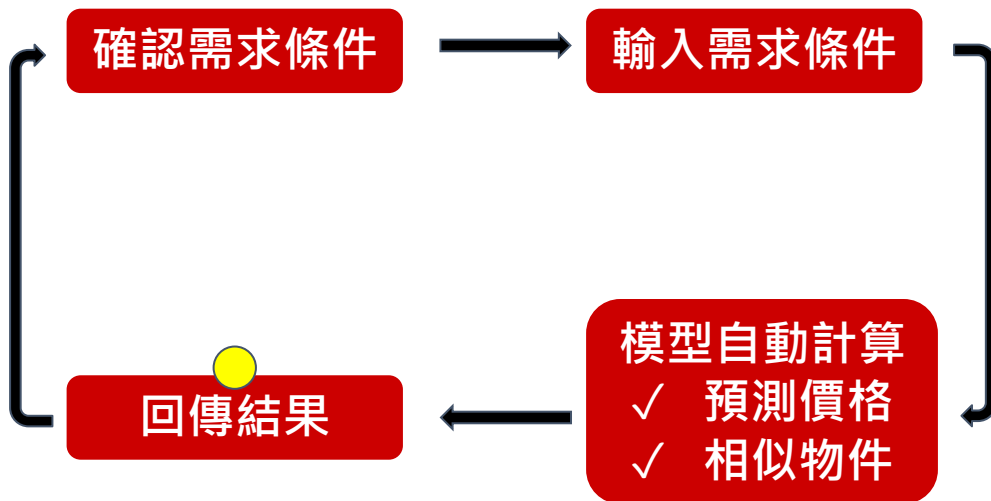 確認需求條件
輸入需求條件
模型自動計算
✓ 預測價格
✓ 相似物件
回傳結果